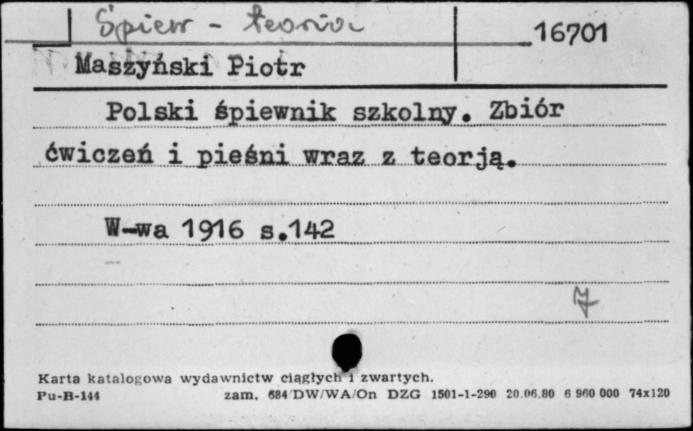 Śpiew - teoria
16701
Maszyński Piotr
Polski śpiewnik szkolny. Zbiór
ćwiczeń i pieśni wraz z teorją.
W-wa 1916 s.142
7
Karta katalogowa wydawnictw ciągłych i zwartych.
Pu-B-144 zam. 684/DW/WA/On DZG 1501-1-290 20.06.80 6 960 000 74x120